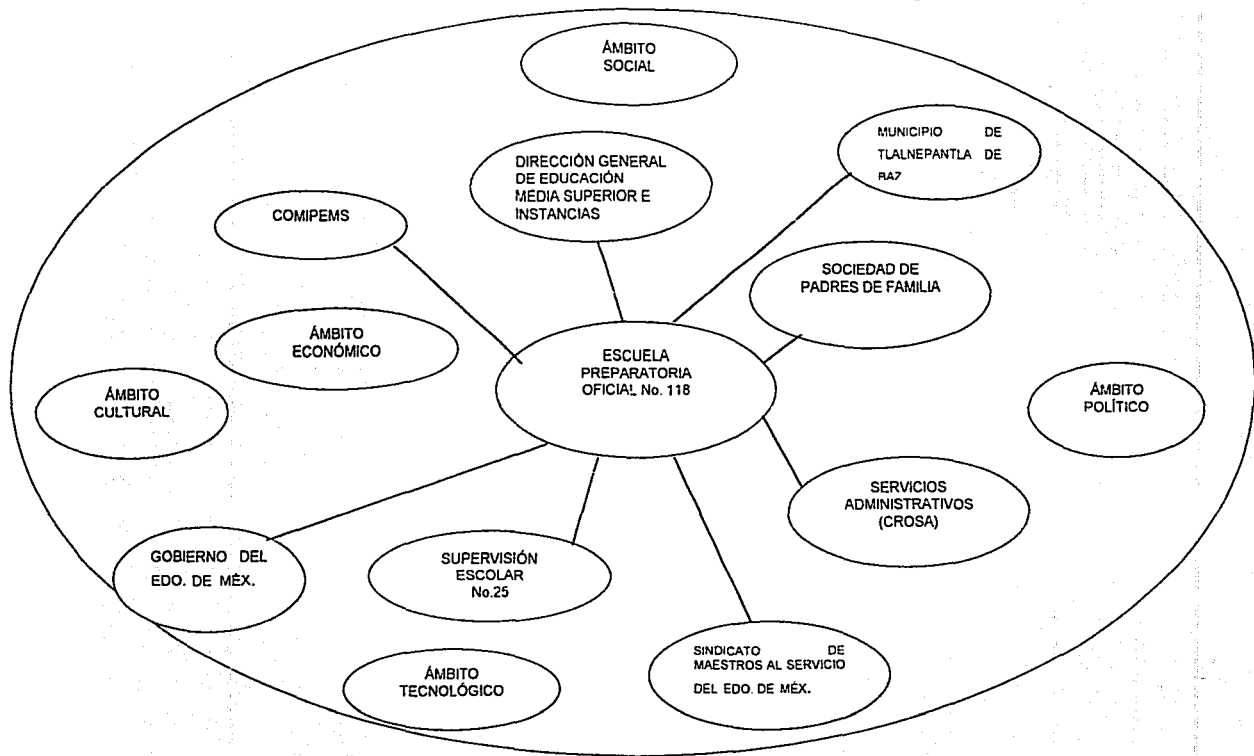 ÁMBITO
SOCIAL
MUNICIPIO DE
TLALNEPANTLA DE
DIRECCIÓN GENERAL
DE EDUCACIÓN
MEDIA SUPERIOR E
INSTANCIAS
COMIPEMS
SOCIEDAD DE
PADRES DE FAMILIA
ÁMBITO
ECONÓMICO
ESCUELA
PREPARATORIA
OFICIAL No. 118
ÁMBITO
CULTURAL
ÁMBITO
POLÍTICO
SERVICIOS
ADMINISTRATIVOS
(CROSA)
GOBIERNO DEL
EDO. DE MÉX.
SUPERVISIÓN
ESCOLAR
No.25
SINDICATO DE
MAESTROS AL SERVICIO
DEL EDO. DE MÉX.
ÁMBITO
TECNOLÓGICO